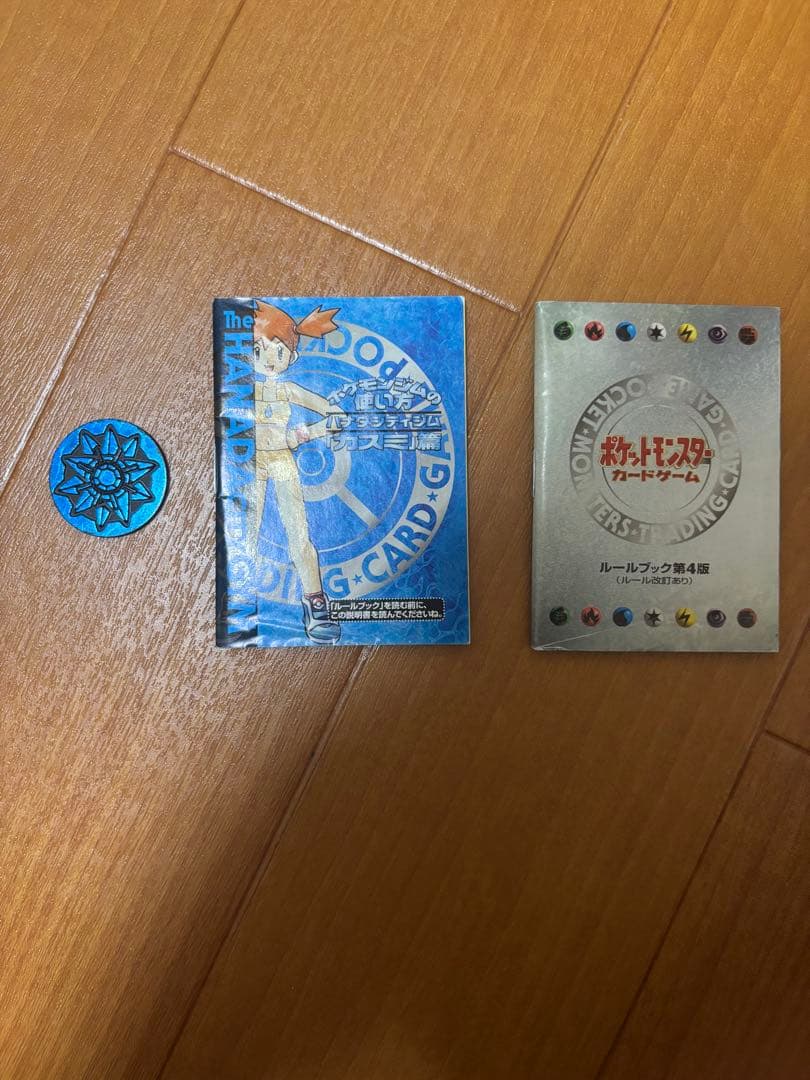 The HANADA GYM
ポケモンジムの
使い方
ハナダシティジム
「カスミ」篇
CARD★GA
「ルールブック」を読む前に、
この説明書を読んでくださいね。
POCKET★MONSTERS★TRADING★CARD★GAME
ポケットモンスター
カードゲーム
ルールブック第4版
(ルール改訂あり)